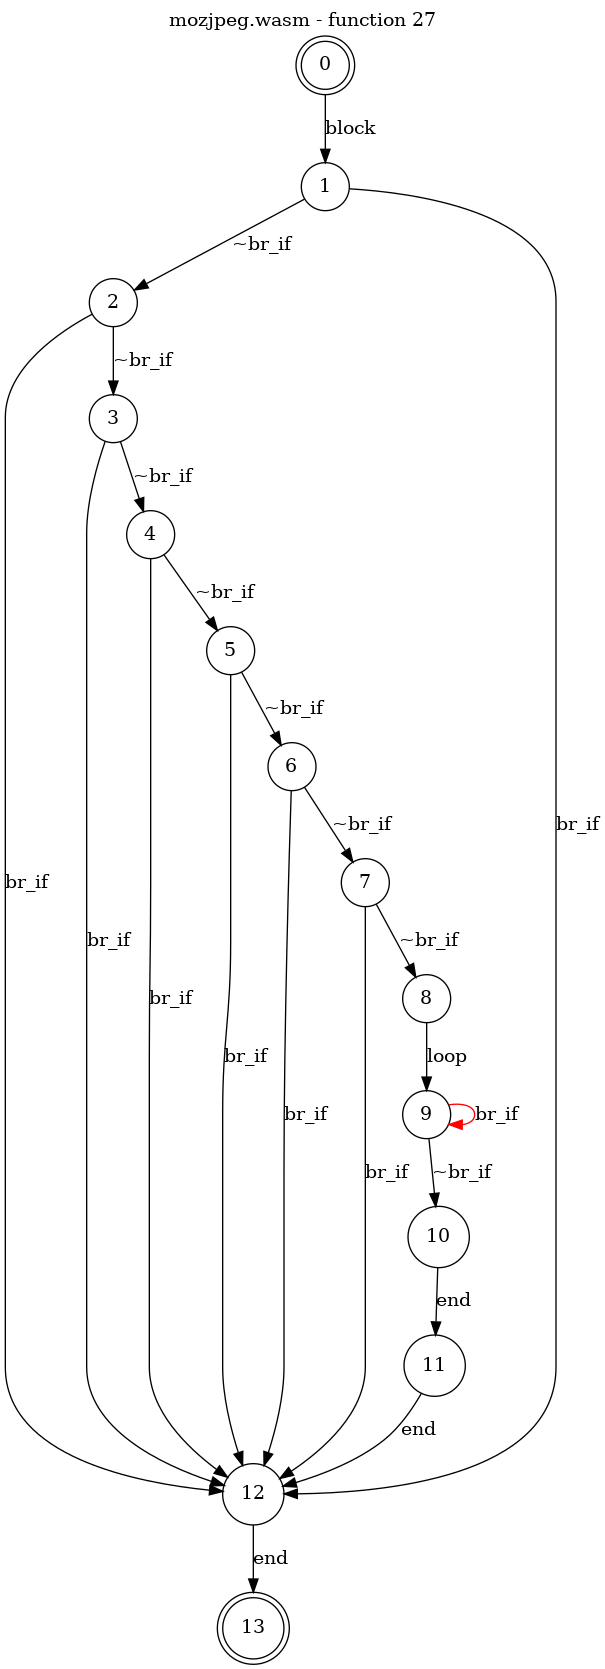 mozjpeg.wasm - function 27
0
block
1
~br_if
2
~br_if
3
~br_if
4
~br_if
5
~br_if
6
~br_if
br_if
7
br_if
~br_if
br_if
8
br_if
br_if
loop
br_if
9
br_if
br_if
~br_if
10
end
11
end
12
end
13